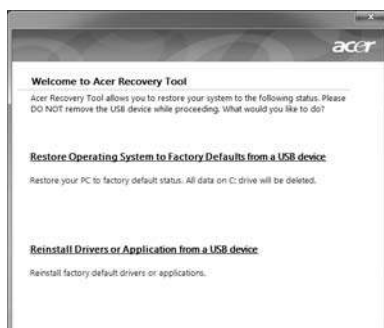 acer
Welcome to Acer Recovery Tool
Acer Recovery Tool allows you to restore your system to the following status. Please
DO NOT remove the USB device while proceeding. What would you like to do?
Restore Operating System to Factory Defaults from a USB device
Restore your PC to factory default status. All data on C: drive will be deleted.
Reinstall Drivers or Application from a USB device
Reinstall factory default drivers or applications.